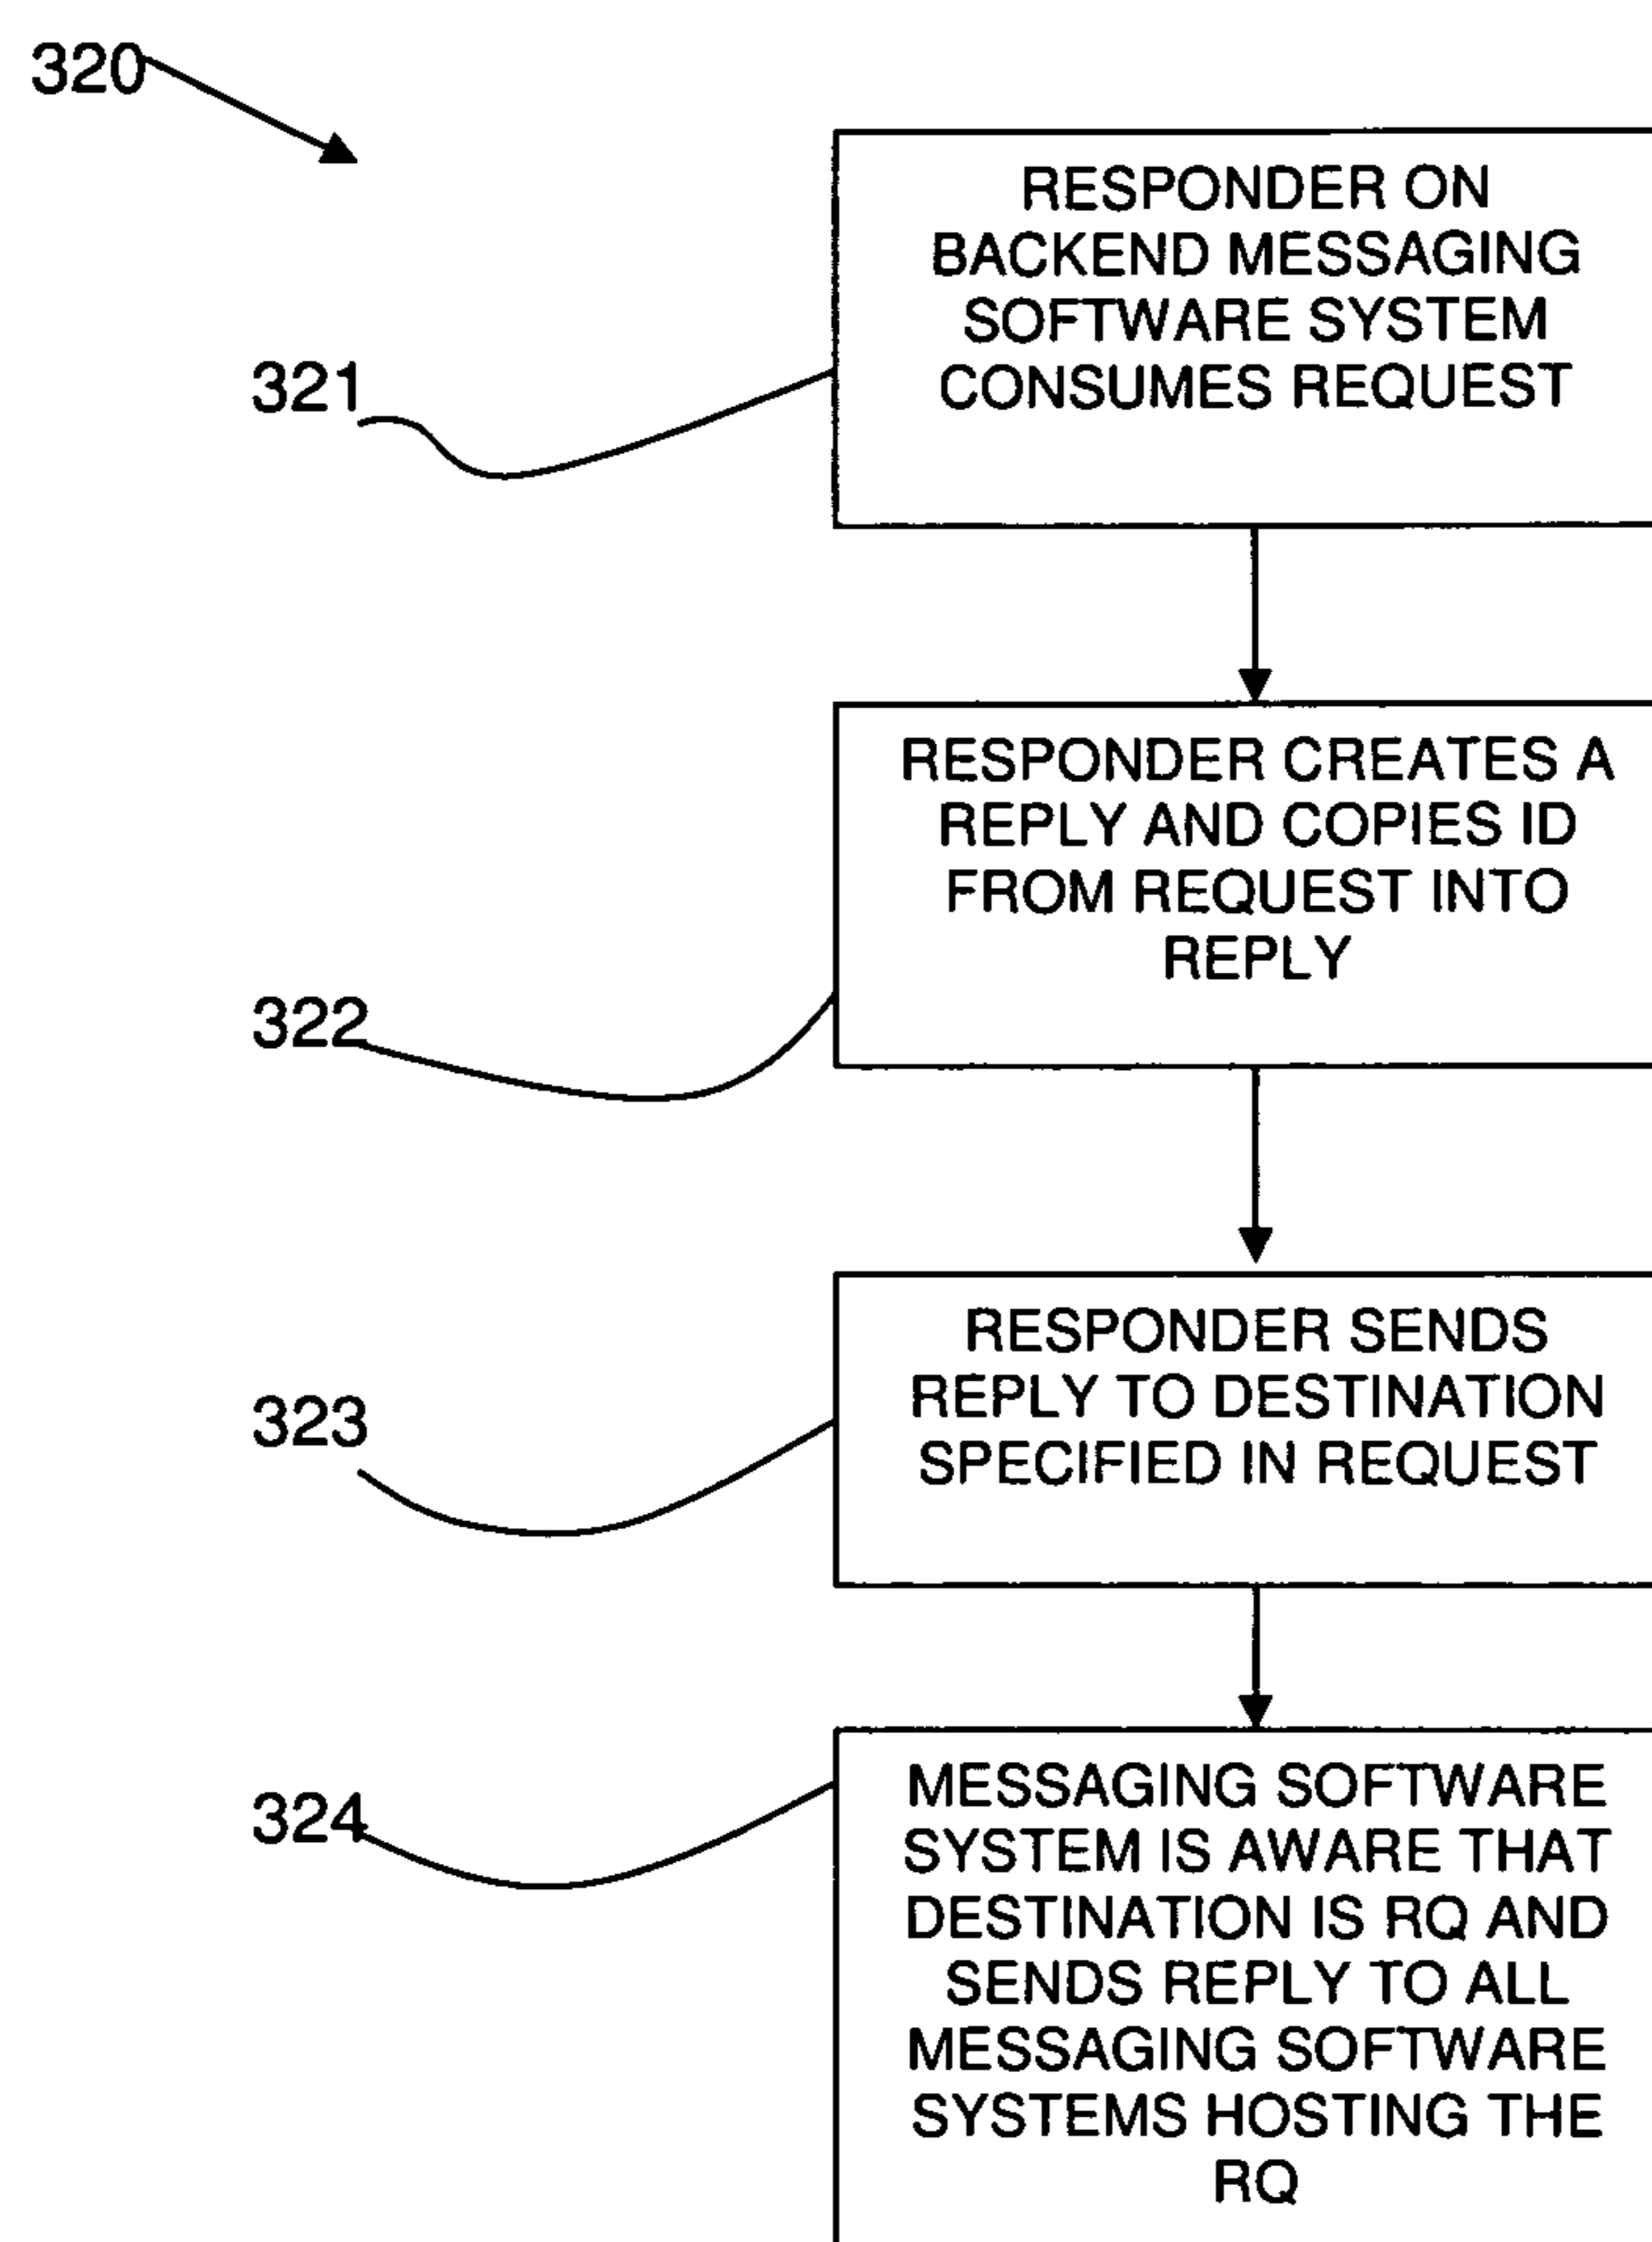 320
RESPONDER ON
BACKEND MESSAGING
SOFTWARE SYSTEM
CONSUMES REQUEST
321
RESPONDER CREATES A
REPLY AND COPIES ID
FROM REQUEST INTO
REPLY
322
RESPONDER SENDS
REPLY TO DESTINATION
SPECIFIED IN REQUEST
323
MESSAGING SOFTWARE
SYSTEM IS AWARE THAT
DESTINATION IS RQ AND
SENDS REPLY TO ALL
MESSAGING SOFTWARE
SYSTEMS HOSTING THE
RQ
324